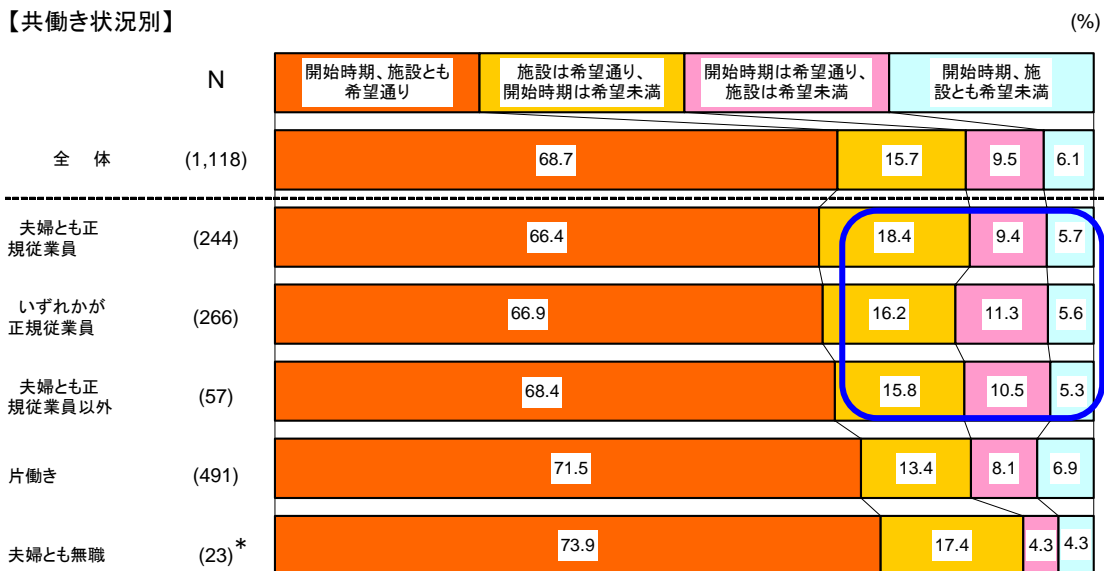 【共働き状況別】
(%)
N
開始時期、施設とも
希望通り
施設は希望通り、
開始時期は希望未満
開始時期は希望通り、
施設は希望未満
開始時期、施
設とも希望未満
全 体 (1,118) 68.7 15.7 9.5 6.1
夫婦とも正
規従業員
(244) 66.4 18.4 9.4 5.7
いずれかが
正規従業員
(266) 66.9 16.2 11.3 5.6
夫婦とも正
規従業員以外
(57) 68.4 15.8 10.5 5.3
片働き (491) 71.5 13.4 8.1 6.9
夫婦とも無職 (23)* 73.9 17.4 4.3 4.3